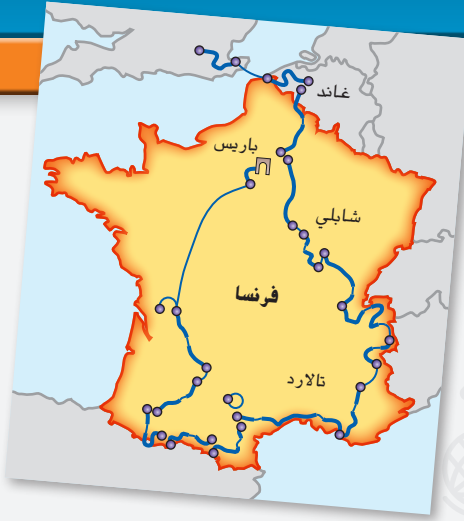 غاند
باريس
شابلي
فرنسا
تالارد